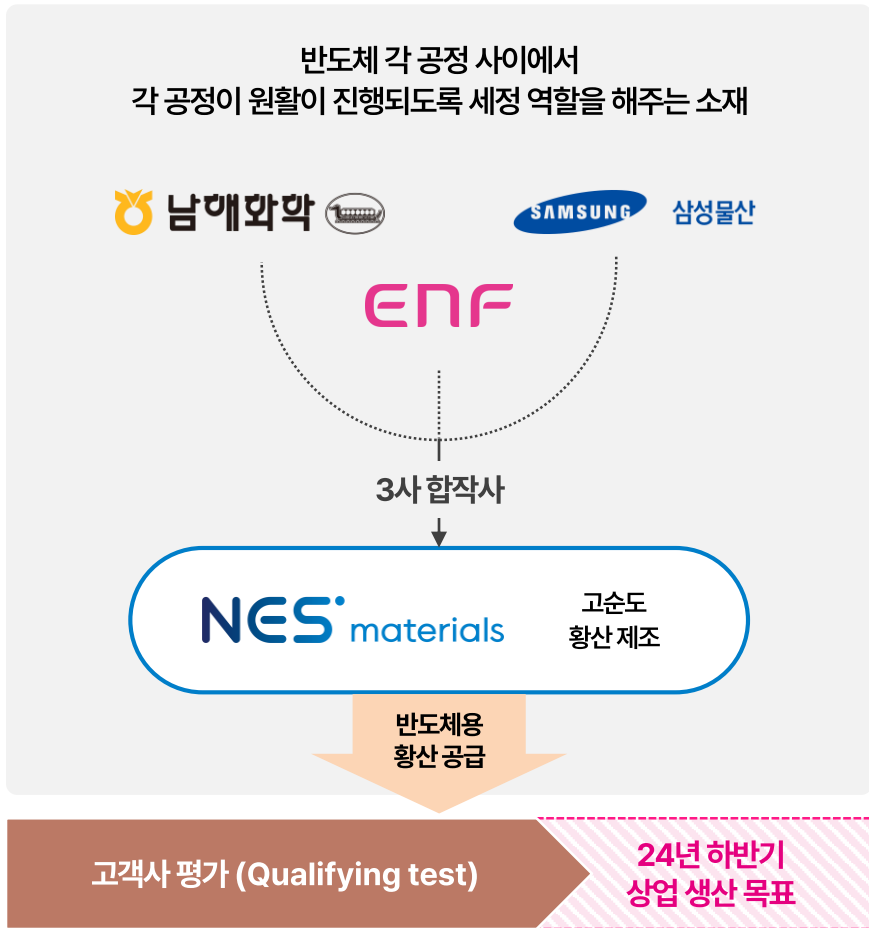 반도체 각 공정 사이에서
각 공정이 원활이 진행되도록 세정 역할을 해주는 소재
남해화학
SAMSUNG 삼성물산
ENF
3사 합작사
NES materials
고순도
황산 제조
반도체용
황산 공급
고객사 평가 (Qualifying test)
24년 하반기
상업 생산 목표